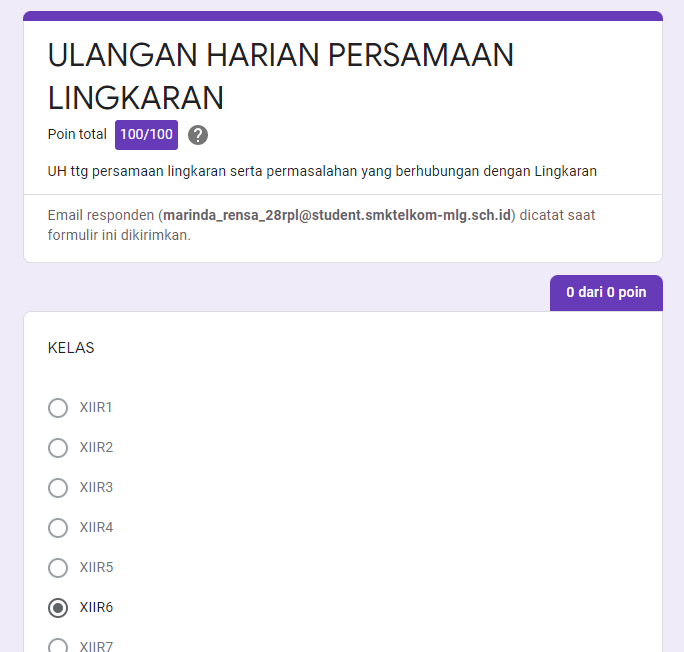 ULANGAN HARIAN PERSAMAAN
LINGKARAN
Poin total 100/100 ?
UH ttg persamaan lingkaran serta permasalahan yang berhubungan dengan Lingkaran
Email responden (marinda_rensa_28rpl@student.smktelkom-mlg.sch.id) dicatat saat
formulir ini dikirimkan.
0 dari 0 poin
KELAS
XIIR1
XIIR2
XIIR3
XIIR4
XIIR5
XIIR6
XIIR7